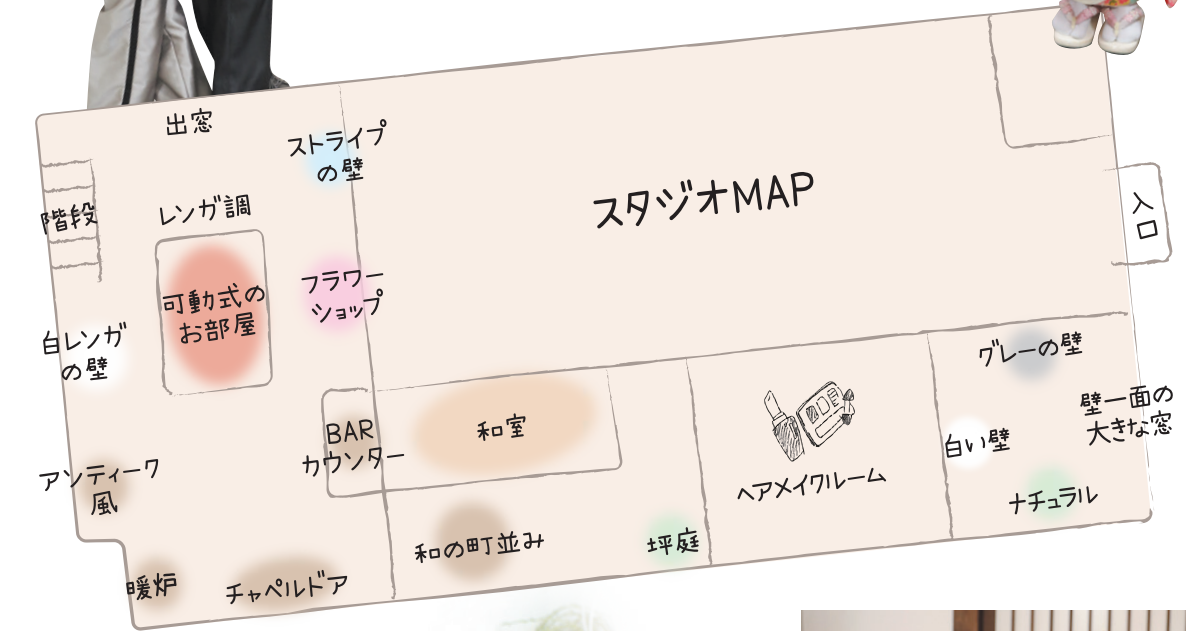 出窓
ストライプ
の壁
階段
レンガ調
スタジオMAP
入
口
可動式の
お部屋
フラワー
ショップ
白レンガ
の壁
グレーの壁
BAR
カウンター
和室
壁一面の
大きな窓
白い壁
アンティーク
風
ヘアメイクルーム
ナチュラル
和の町並み
坪庭
暖炉
チャペルドア